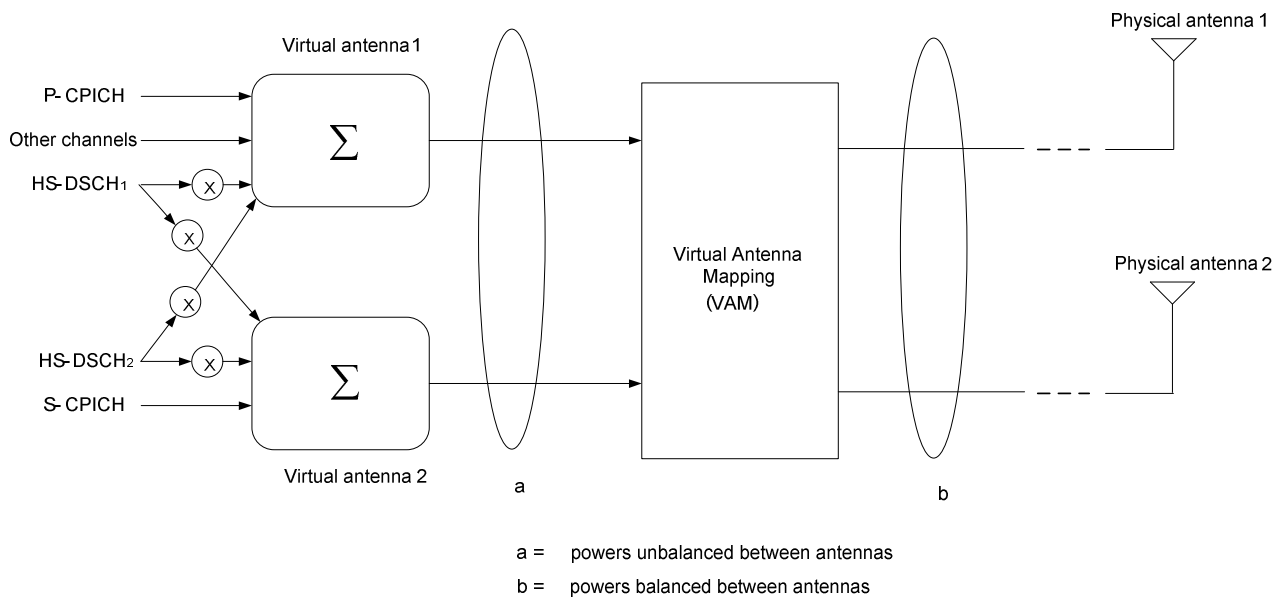 Physical antenna 1
Virtual antenna 1
P- CPICH
Other channels
Σ
HS-DSCH1
X
X
Physical antenna 2
Virtual Antenna
Mapping
(VAM)
X
HS-DSCH2
X
Σ
S- CPICH
Virtual antenna 2
a
b
a = powers unbalanced between antennas
b = powers balanced between antennas